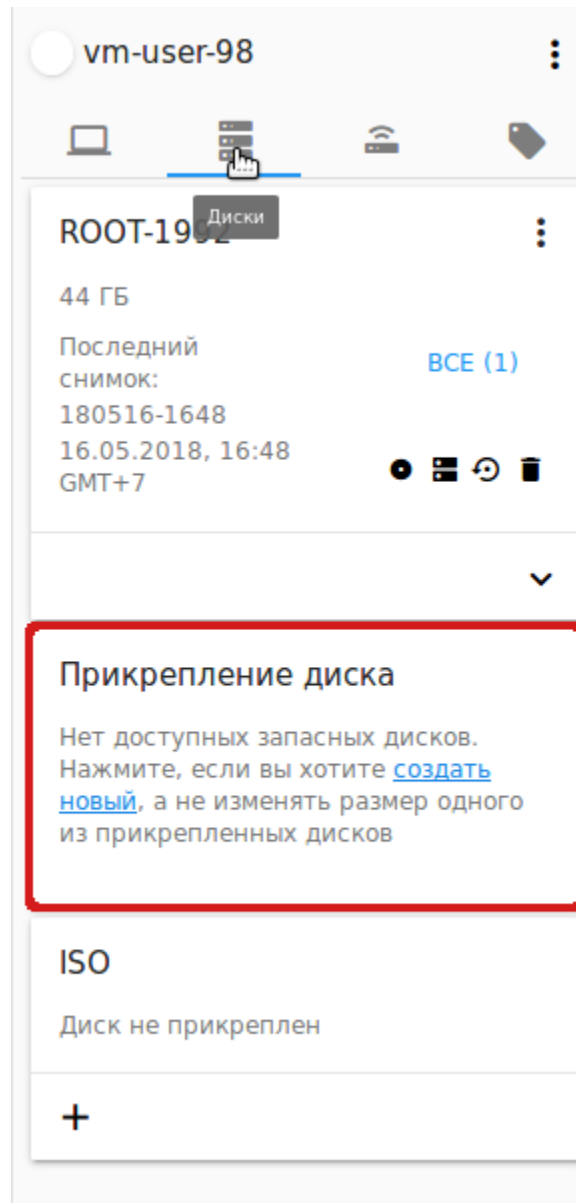 vm-user-98
Диски
ROOT-1992
44 ГБ
Последний
снимок:
ВСЕ (1)
180516-1648
16.05.2018, 16:48
GMT+7
Прикрепление диска
Нет доступных запасных дисков.
Нажмите, если вы хотите создать
новый, а не изменять размер одного
из прикрепленных дисков
ISO
Диск не прикреплен